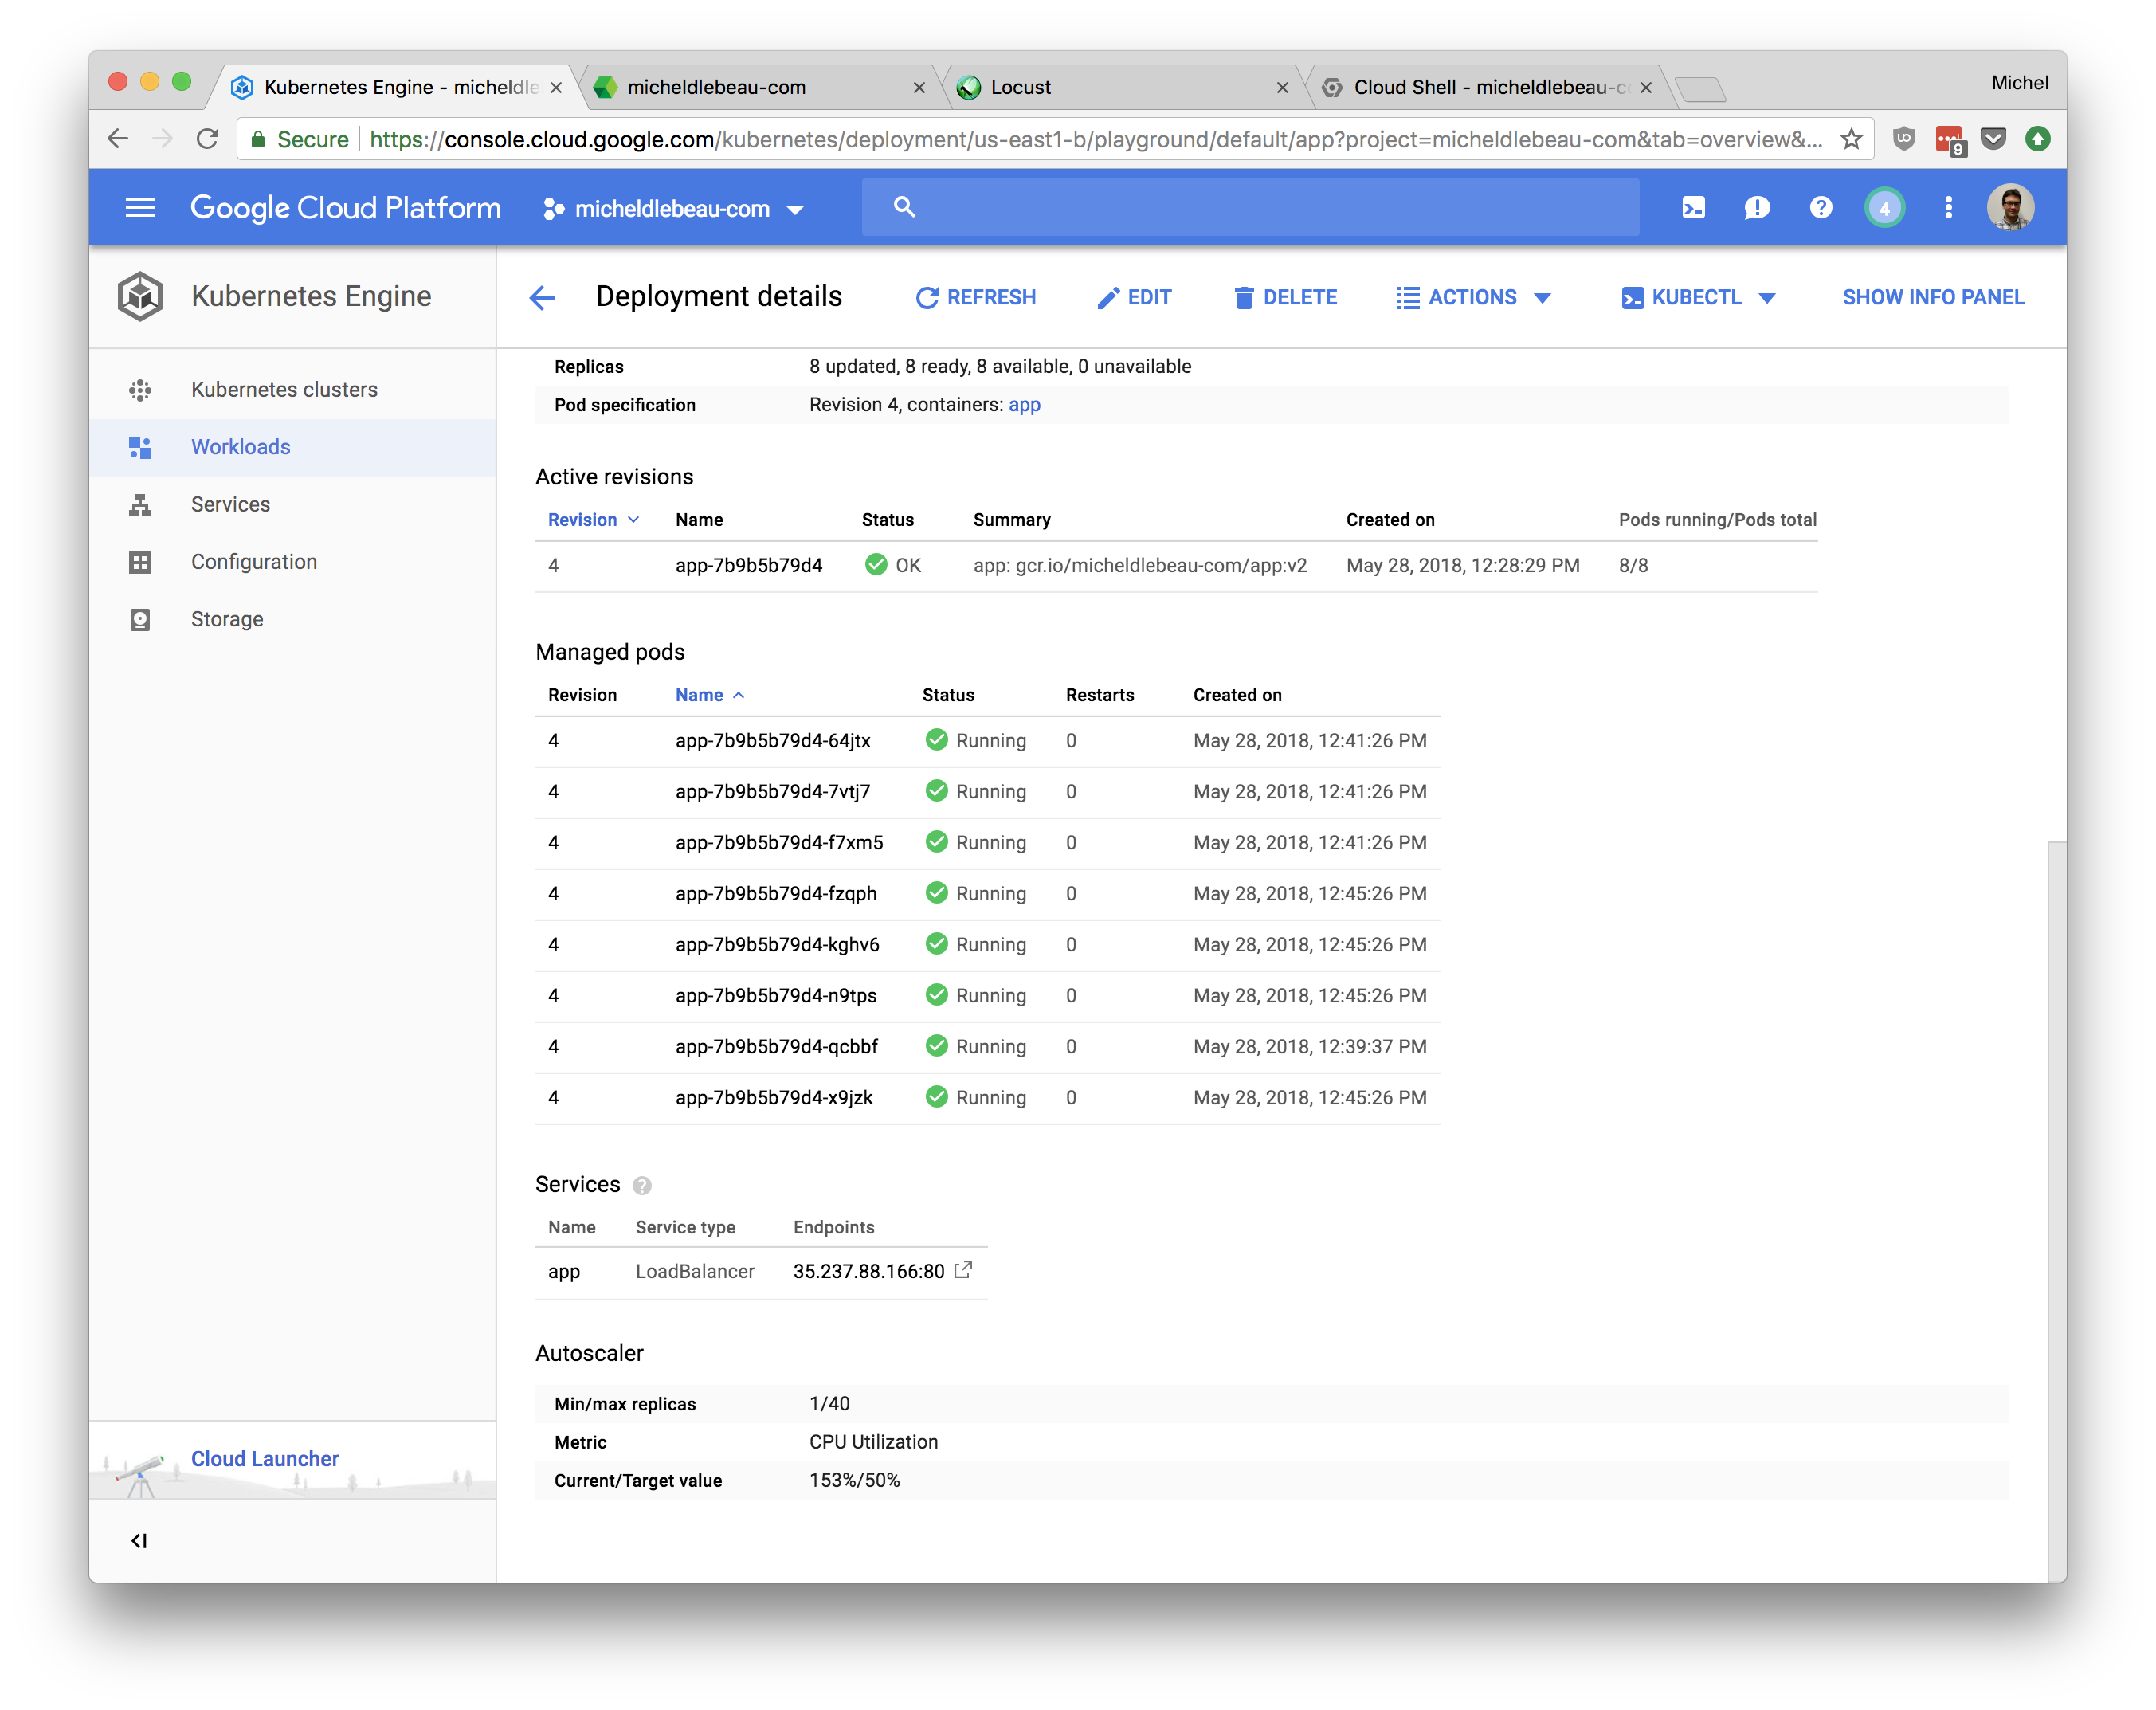 Kubernetes Engine - micheldle
micheldlebeau-com
Locust
Cloud Shell - micheldlebeau-c
Michel
Secure https://console.cloud.google.com/kubernetes/deployment/us-east1-b/playground/default/app?project=micheldlebeau-com&tab=overview&...
9
Google Cloud Platform
micheldlebeau-com
4
Kubernetes Engine
Deployment details
REFRESH
EDIT
DELETE
ACTIONS
KUBECTL
SHOW INFO PANEL
Kubernetes clusters
Workloads
Services
Configuration
Storage
Cloud Launcher
Replicas 8 updated, 8 ready, 8 available, 0 unavailable
Pod specification Revision 4, containers: app
Active revisions
Revision Name Status Summary Created on Pods running/Pods total
4 app-7b9b5b79d4 OK app: gcr.io/micheldlebeau-com/app:v2 May 28, 2018, 12:28:29 PM 8/8
Managed pods
Revision Name Status Restarts Created on
4 app-7b9b5b79d4-64jtx Running 0 May 28, 2018, 12:41:26 PM
4 app-7b9b5b79d4-7vtj7 Running 0 May 28, 2018, 12:41:26 PM
4 app-7b9b5b79d4-f7xm5 Running 0 May 28, 2018, 12:41:26 PM
4 app-7b9b5b79d4-fzqph Running 0 May 28, 2018, 12:45:26 PM
4 app-7b9b5b79d4-kghv6 Running 0 May 28, 2018, 12:45:26 PM
4 app-7b9b5b79d4-n9tps Running 0 May 28, 2018, 12:45:26 PM
4 app-7b9b5b79d4-qcbbf Running 0 May 28, 2018, 12:39:37 PM
4 app-7b9b5b79d4-x9jzk Running 0 May 28, 2018, 12:45:26 PM
Services
Name Service type Endpoints
app LoadBalancer 35.237.88.166:80
Autoscaler
Min/max replicas 1/40
Metric CPU Utilization
Current/Target value 153%/50%